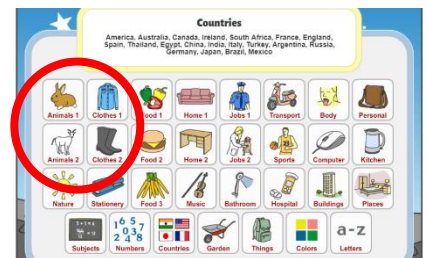 Countries
America, Australia, Canada, Ireland, South Africa, France, England,
Spain, Thailand, Egypt, China, India, Italy, Turkey, Argentina, Russia,
Germany, Japan, Brazil, Mexico
Animals 1 Clothes 1 Food 1 Home 1 Jobs 1 Transport Body Personal
Animals 2 Clothes 2 Food 2 Home 2 Jobs 2 Sports Computer Kitchen
Nature Stationery Food 3 Music Bathroom Hospital Buildings Places
Subjects Numbers Countries Garden Things Colors Letters
a-z